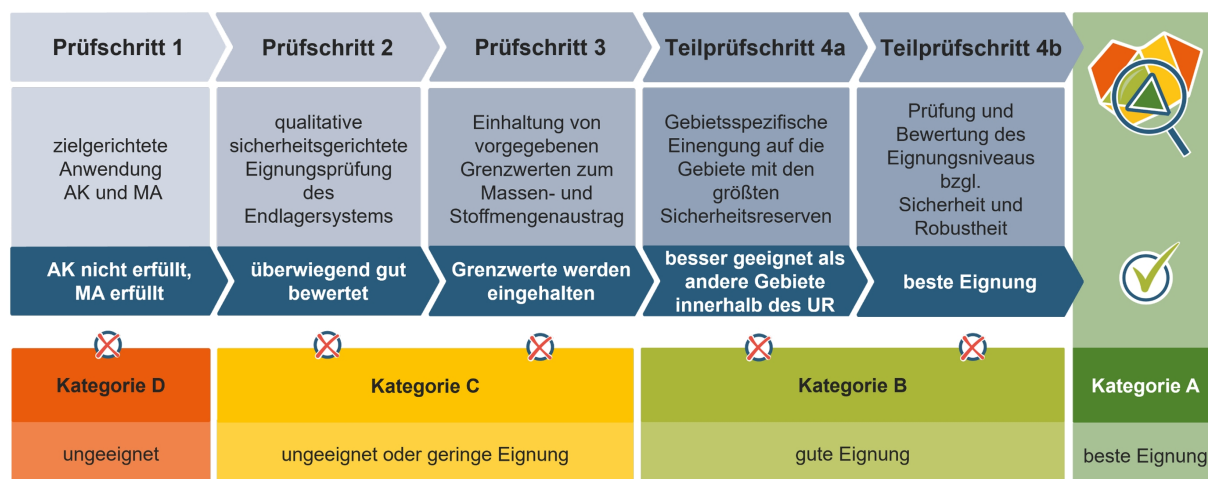 Prüfschritt 1
Prüfschritt 2
Prüfschritt 3
Teilprüfschritt 4a
Teilprüfschritt 4b
zielgerichtete
Anwendung
AK und MA
qualitative
sicherheitsgerichtete
Eignungsprüfung
des
Endlagersystems
Einhaltung von
vorgegebenen
Grenzwerten zum
Massen- und
Stoffmengenaustrag
Gebietsspezifische
Einengung auf die
Gebiete mit den
größten
Sicherheitsreserven
Prüfung und
Bewertung des
Eignungsniveaus
bzgl.
Sicherheit und
Robustheit
AK nicht erfüllt,
MA erfüllt
überwiegend gut
bewertet
Grenzwerte werden
eingehalten
besser geeignet als
andere Gebiete
innerhalb des UR
beste Eignung
Kategorie D
Kategorie C
Kategorie B
Kategorie A
ungeeignet
ungeeignet oder geringe Eignung
gute Eignung
beste Eignung